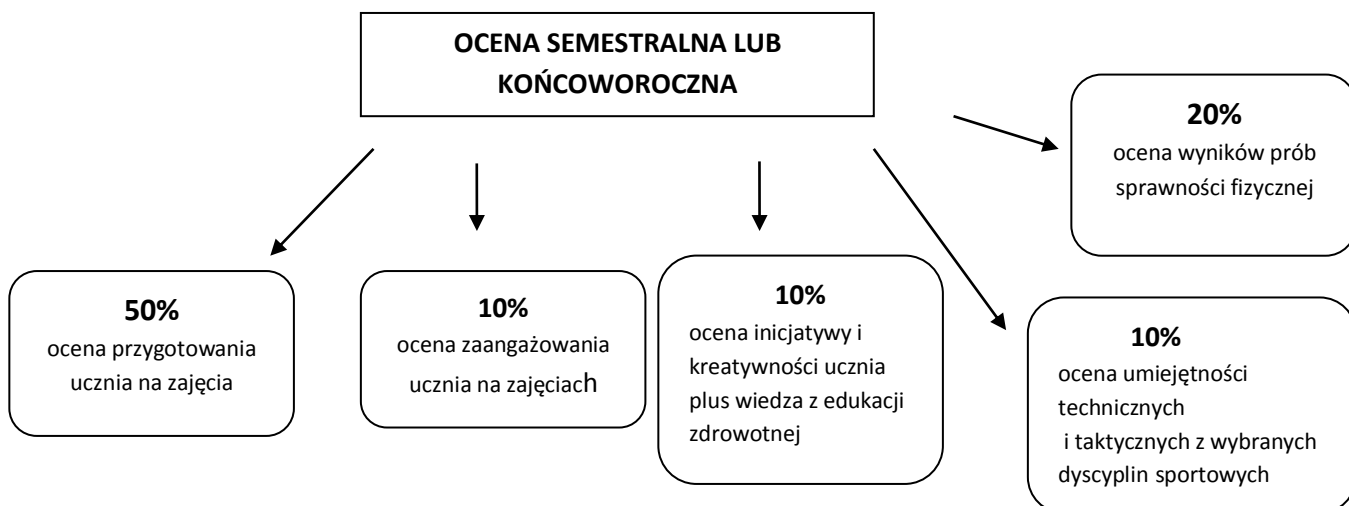 OCENA SEMESTRALNA LUB
KOŃCOWOROCZNA
20%
ocena wyników prób
sprawności fizycznej
50%
ocena przygotowania
ucznia na zajęcia
10%
ocena zaangażowania
ucznia na zajęciach
10%
ocena inicjatywy i
kreatywności ucznia
plus wiedza z edukacji
zdrowotnej
10%
ocena umiejętności
technicznych
i taktycznych z wybranych
dyscyplin sportowych